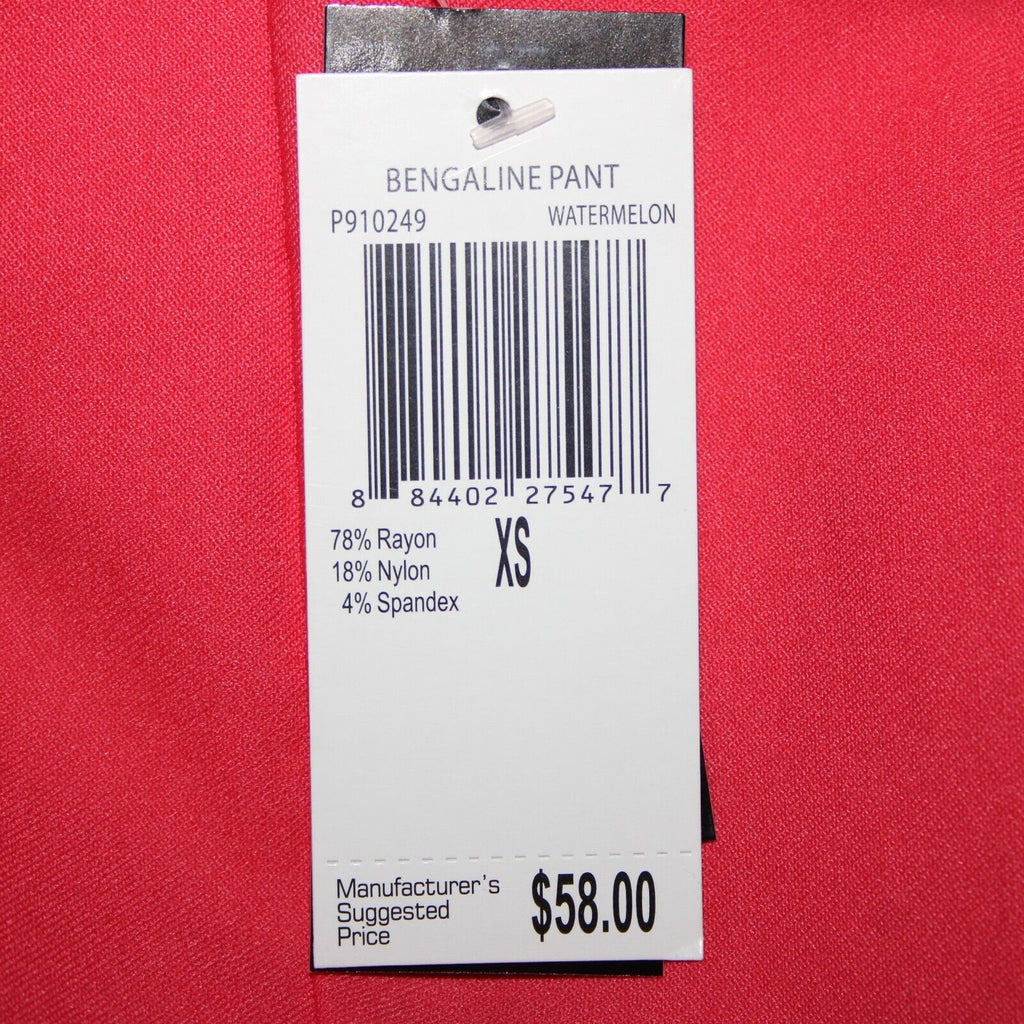 BENGALINE PANT
P910249 WATERMELON
8 84402 27547 7
78% Rayon XS
18% Nylon
4% Spandex
Manufacturer's
Suggested
Price
$58.00